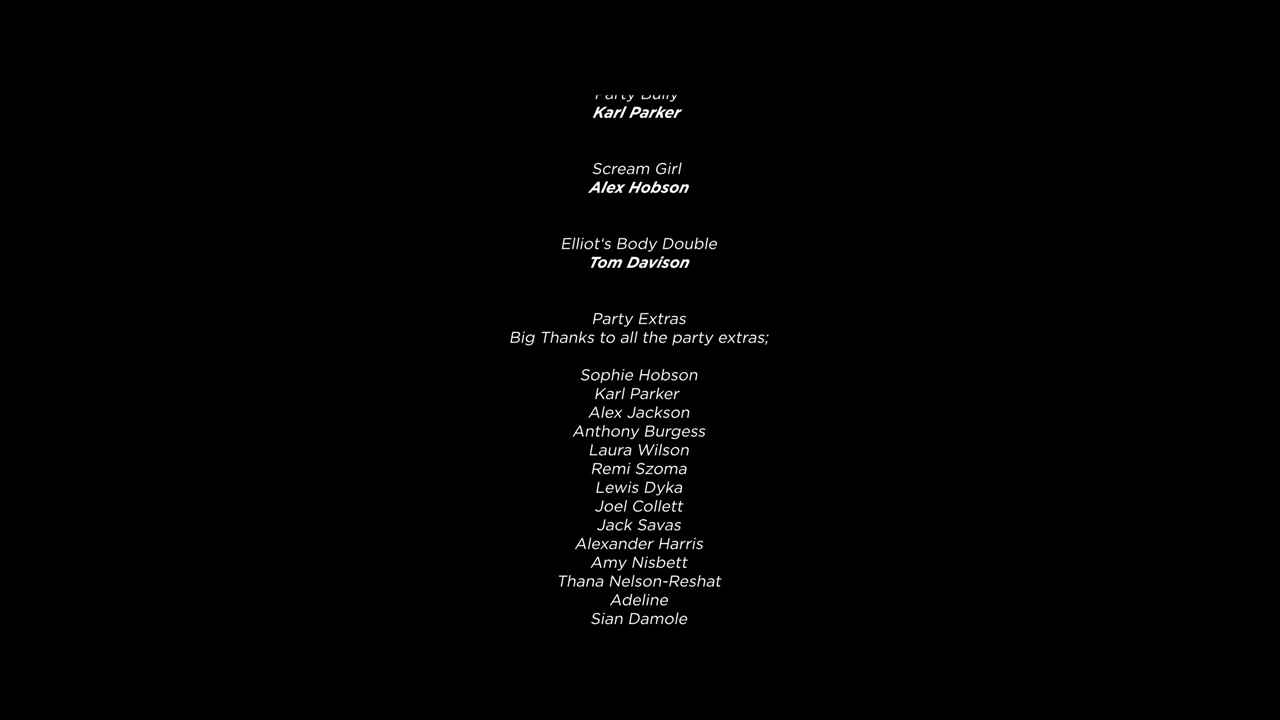 Party Bully
Karl Parker
Scream Girl
Alex Hobson
Elliot‘s Body Double
Tom Davison
Party Extras
Big Thanks to all the party extras;
Sophie Hobson
Karl Parker
Alex Jackson
Anthony Burgess
Laura Wilson
Remi Szoma
Lewis Dyka
Joel Collett
Jack Savas
Alexander Harris
Amy Nisbett
Thana Nelson-Reshat
Adeline
Sian Damole